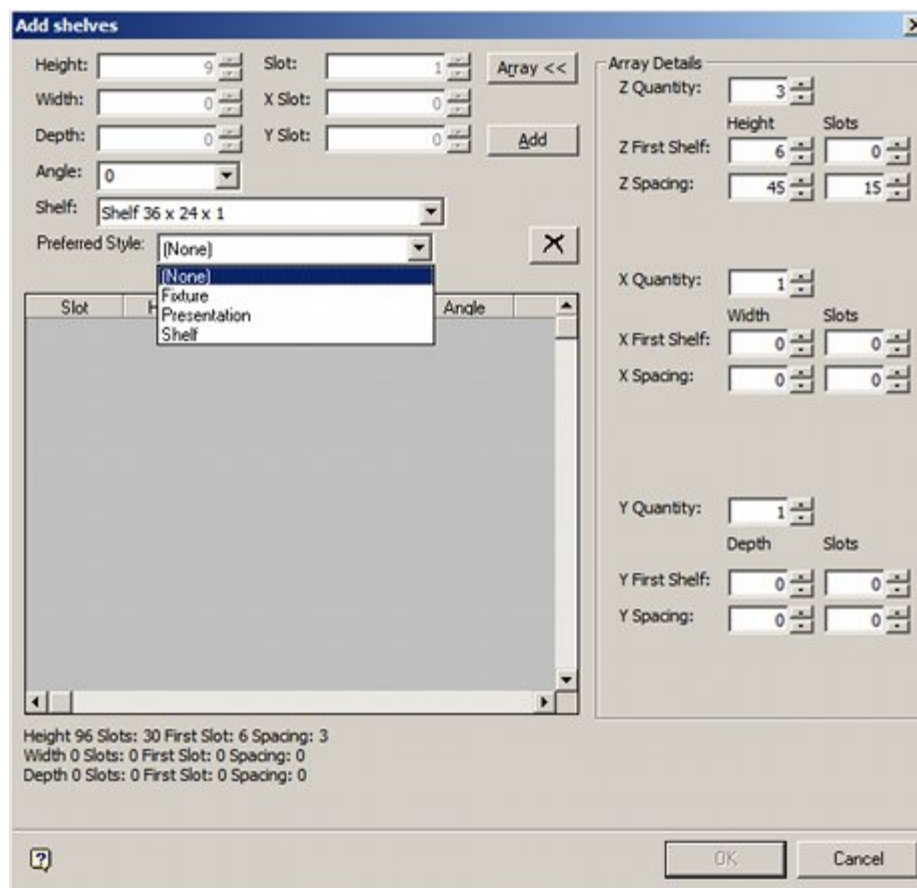 Add shelves
Height: 9 Slot: 1 Array <<
Width: 0 X Slot: 0
Depth: 0 Y Slot: 0 Add
Angle: 0
Shelf: Shelf 36 x 24 x 1
Preferred Style: (None)
(None)
Fixture
Presentation
Shelf
Slot H Angle
Array Details
Z Quantity: 3
Height Slots
Z First Shelf: 6 0
Z Spacing: 45 15
X Quantity: 1
Width Slots
X First Shelf: 0 0
X Spacing: 0 0
Y Quantity: 1
Depth Slots
Y First Shelf: 0 0
Y Spacing: 0 0
Height 96 Slots: 30 First Slot: 6 Spacing: 3
Width 0 Slots: 0 First Slot: 0 Spacing: 0
Depth 0 Slots: 0 First Slot: 0 Spacing: 0
OK Cancel